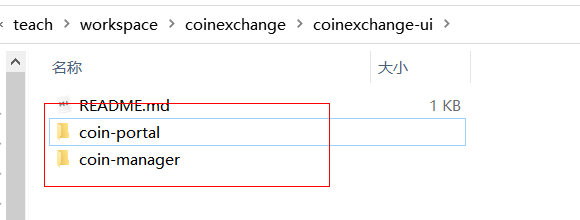 teach workspace coinexchange coinexchange-ui
名称 大小
README.md 1 KB
coin-portal
coin-manager